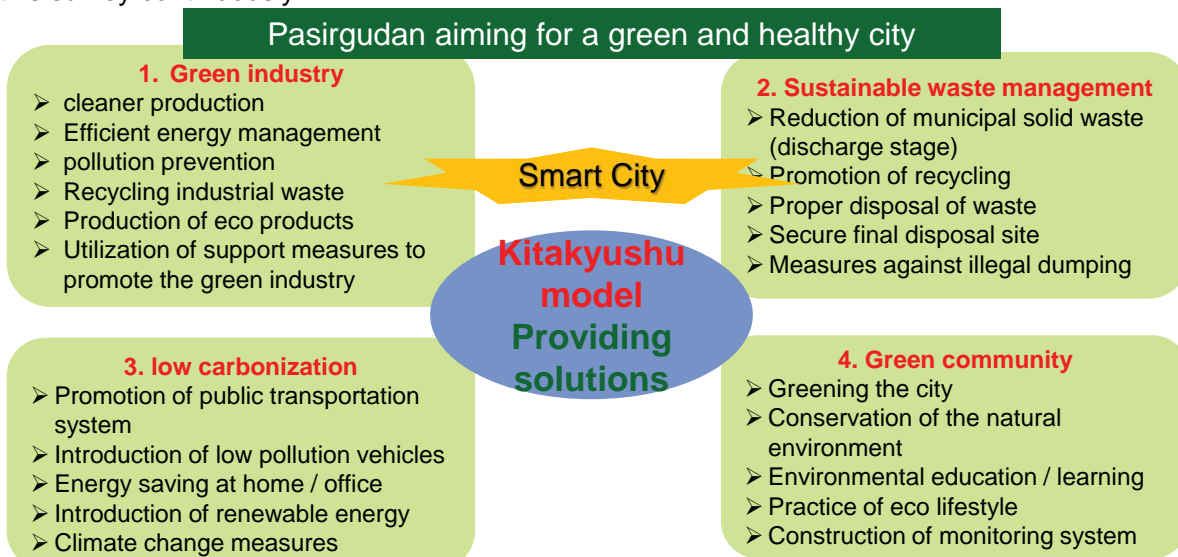 Pasirgudan aiming for a green and healthy city
1. Green industry
➢ cleaner production
➢ Efficient energy management
➢ pollution prevention
➢ Recycling industrial waste
➢ Production of eco products
➢ Utilization of support measures to
promote the green industry
2. Sustainable waste management
➢ Reduction of municipal solid waste
(discharge stage)
➢ Promotion of recycling
➢ Proper disposal of waste
➢ Secure final disposal site
➢ Measures against illegal dumping
Smart City
Kitakyushu
model
Providing
solutions
3. low carbonization
➢ Promotion of public transportation
system
➢ Introduction of low pollution vehicles
➢ Energy saving at home / office
➢ Introduction of renewable energy
➢ Climate change measures
4. Green community
➢ Greening the city
➢ Conservation of the natural
environment
➢ Environmental education / learning
➢ Practice of eco lifestyle
➢ Construction of monitoring system